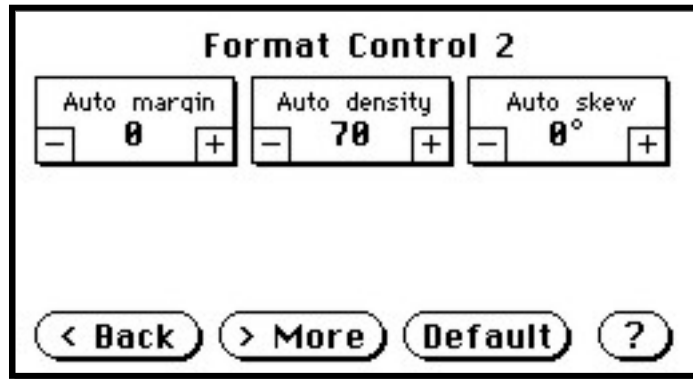 Format Control 2
Auto margin Auto density Auto skew
- 0 + - 70 + - 0° +
< Back > More Default ?